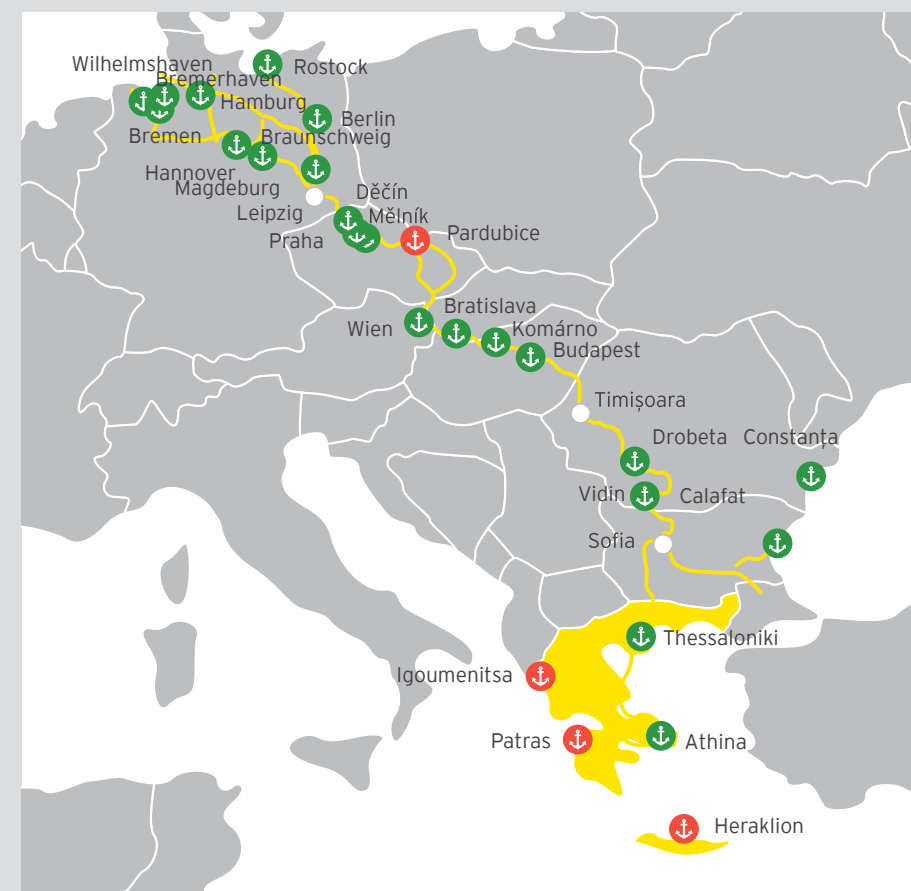 Wilhelmshaven
Rostock
Bremerhaven
Hamburg
Berlin
Bremen
Braunschweig
Hannover
Magdeburg
Děčín
Leipzig
Mělník
Praha
Pardubice
Bratislava
Wien
Komárno
Budapest
Timișoara
Drobeta
Constanța
Vidin
Calafat
Sofia
Thessaloniki
Igoumenitsa
Patras
Athina
Heraklion